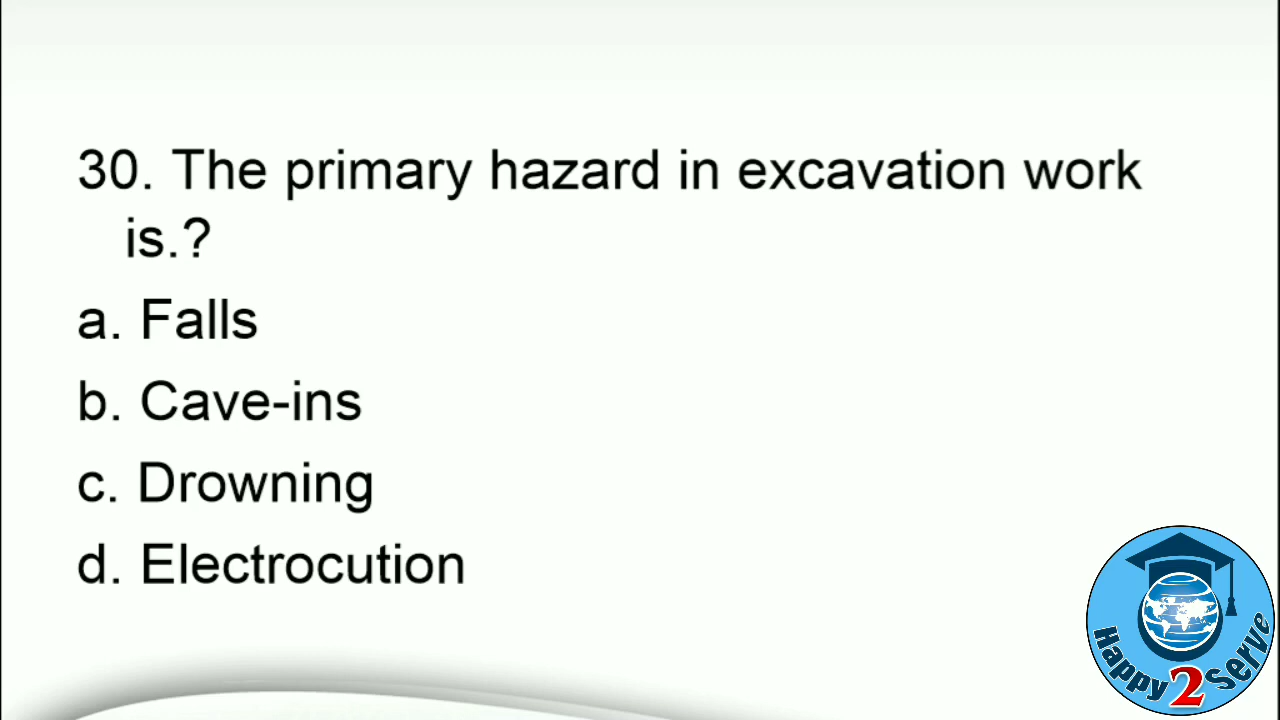 30. The primary hazard in excavation work
is.?
a. Falls
b. Cave-ins
c. Drowning
d. Electrocution
Happy 2 Serve